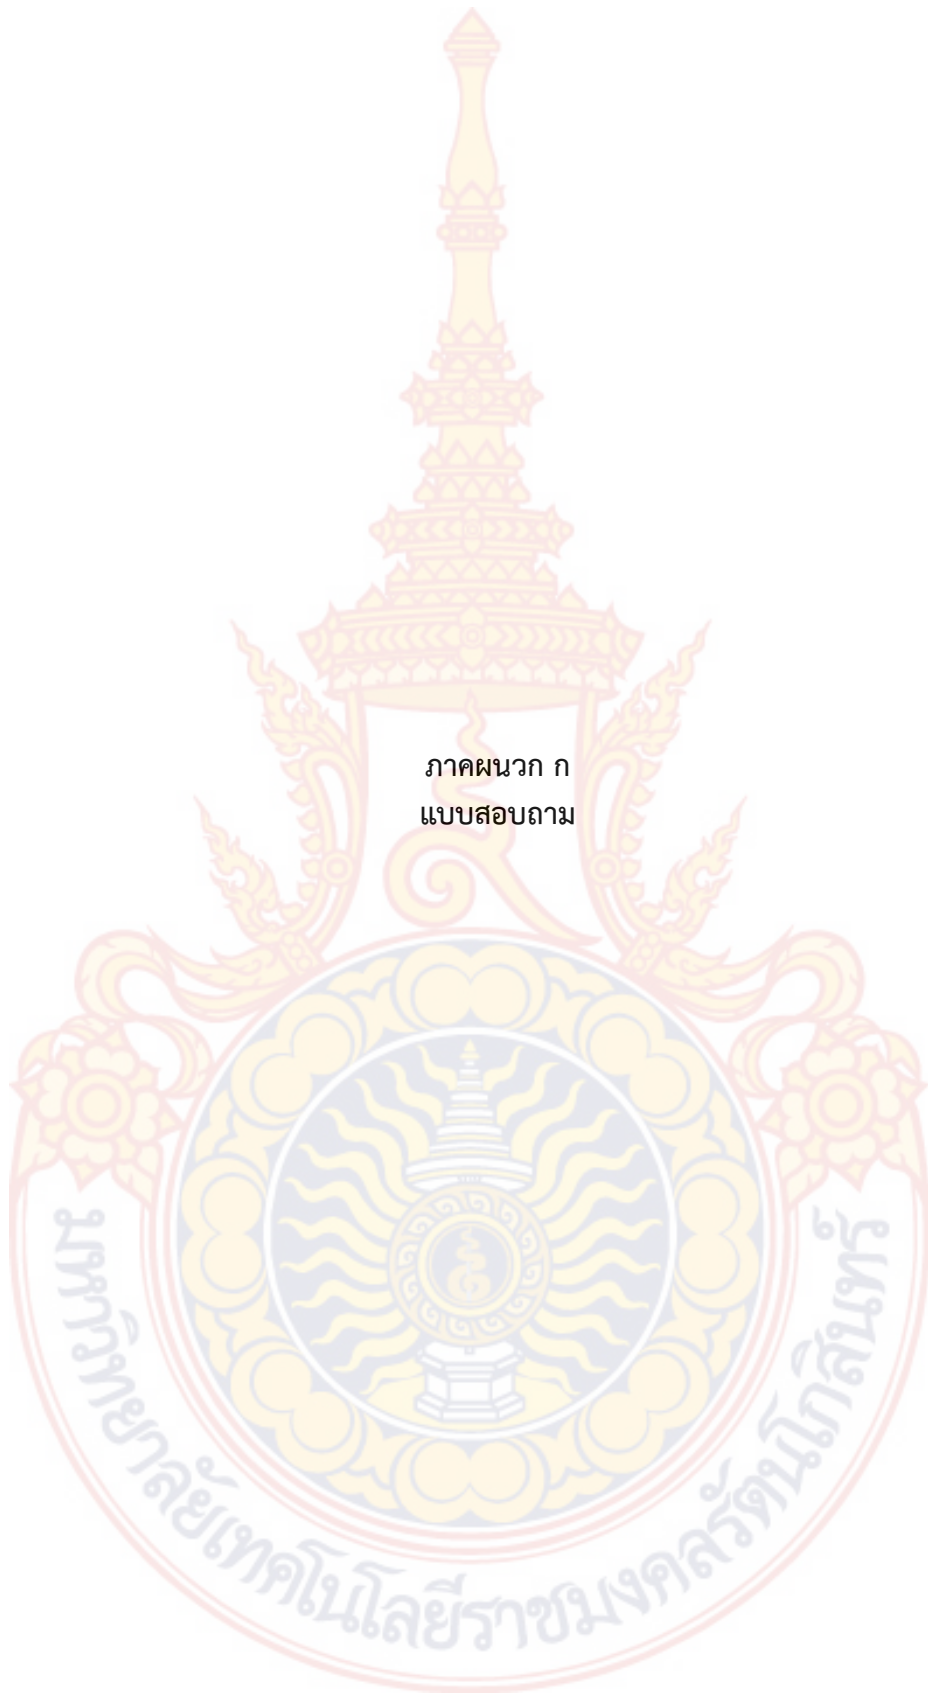 ภาคผนวก ก
แบบสอบถาม
มหาวิทยาลัยเทคโนโลยีราชมงคลรัตนโกสินทร์